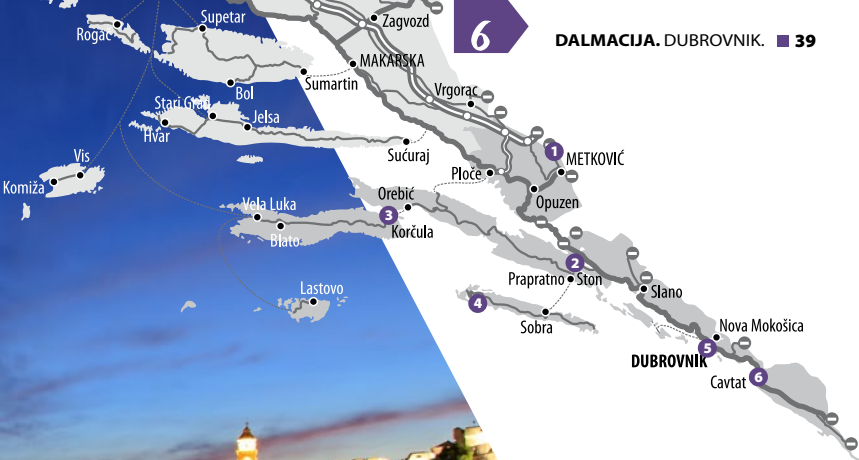 6
DALMACIJA. DUBROVNIK. 39
Supetar
Rogač
Zagvozd
MAKARSKA
Sumartin
Bol
Vrgorac
Stari Grad
Jelsa
Hvar
Sućuraj
1
METKOVIĆ
Vis
Komiža
Ploče
Opuzen
Orebić
Vela Luka
3
Korčula
Blato
2
Prapratno
Ston
Lastovo
4
Slano
Sobra
Nova Mokošica
5
DUBROVNIK
6
Cavtat